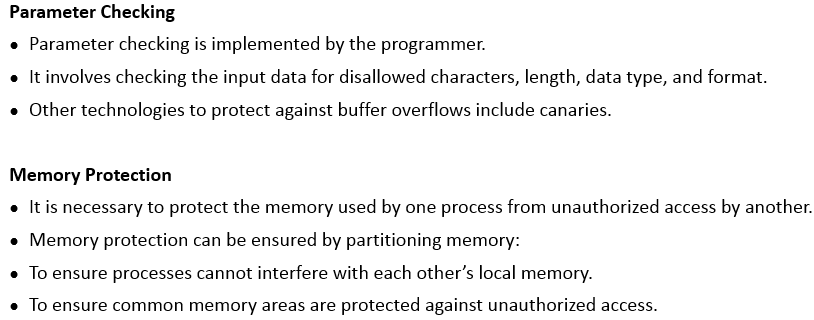 Parameter Checking
• Parameter checking is implemented by the programmer.
• It involves checking the input data for disallowed characters, length, data type, and format.
• Other technologies to protect against buffer overflows include canaries.
Memory Protection
• It is necessary to protect the memory used by one process from unauthorized access by another.
• Memory protection can be ensured by partitioning memory:
• To ensure processes cannot interfere with each other’s local memory.
• To ensure common memory areas are protected against unauthorized access.